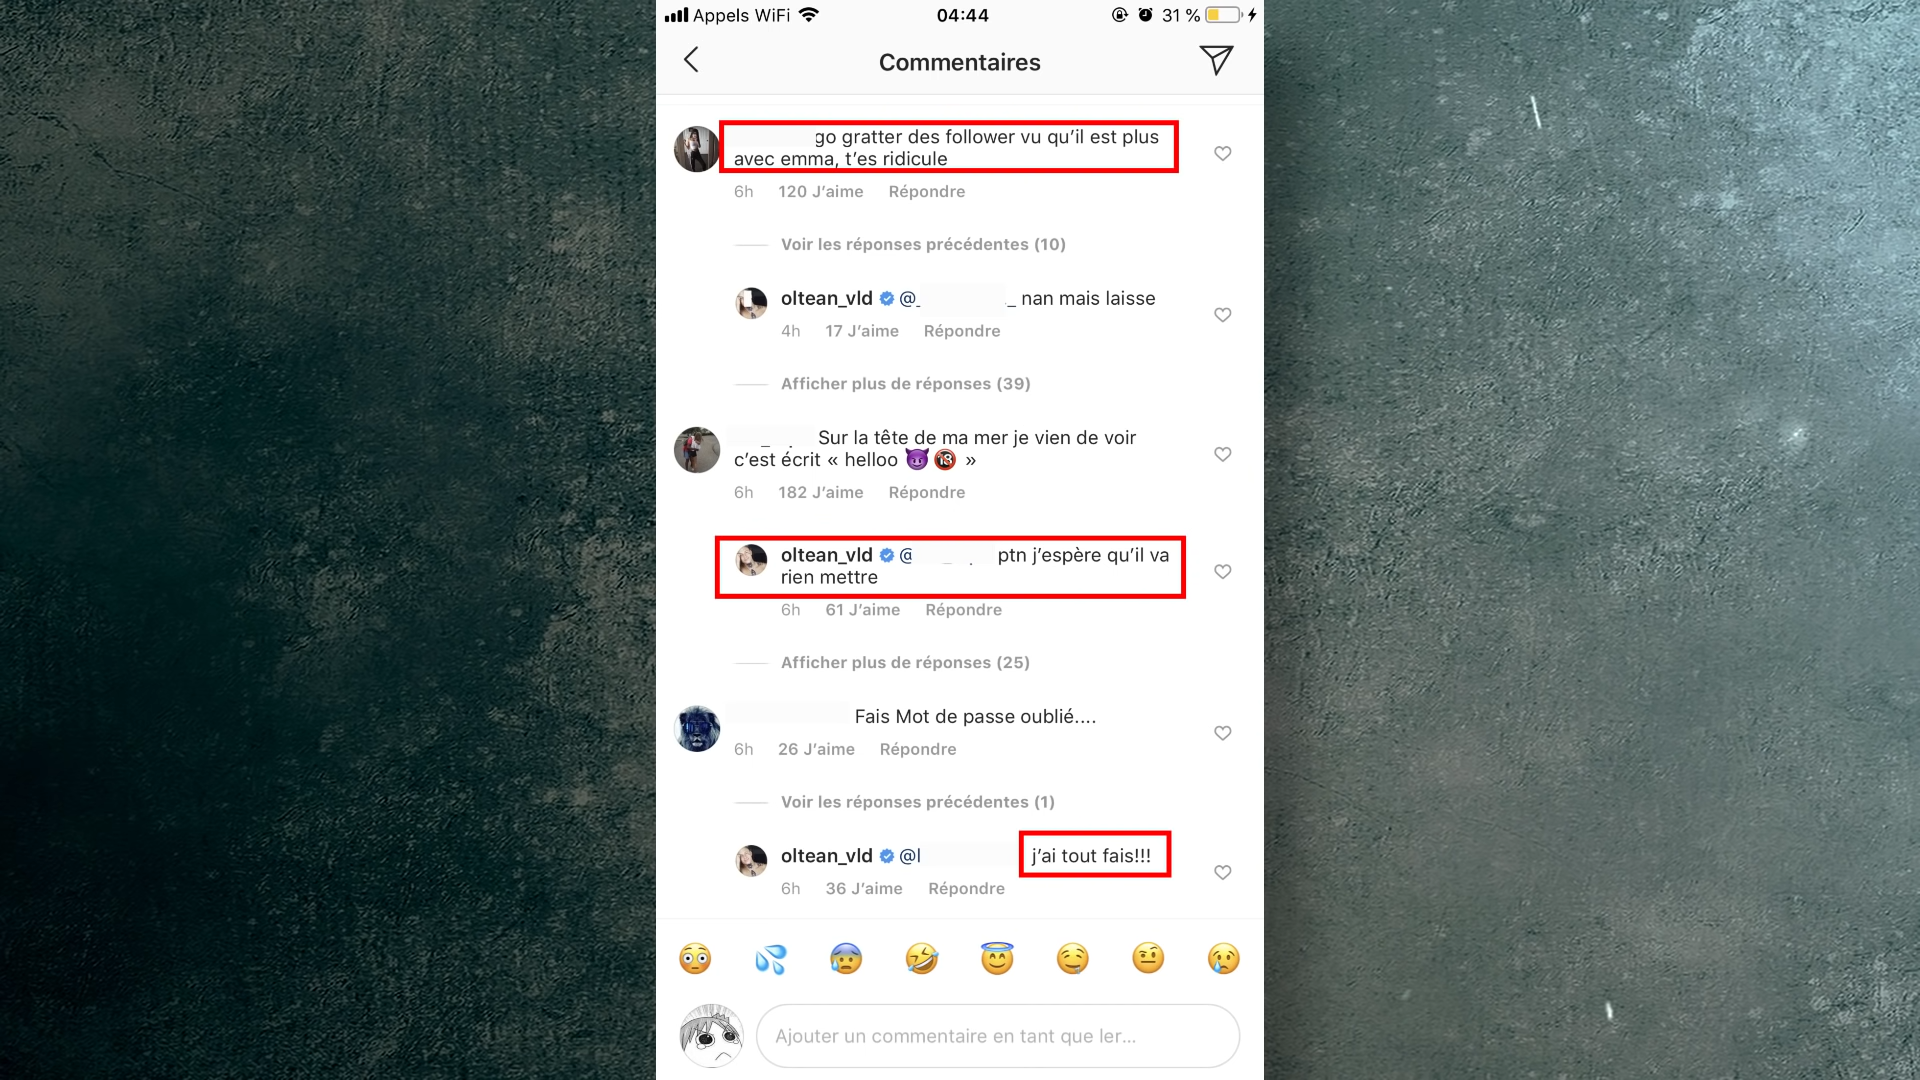 Appels WiFi 04:44 31 %
Commentaires
go gratter des follower vu qu’il est plus
avec emma, t’es ridicule
6h 120 J’aime Répondre
Voir les réponses précédentes (10)
oltean_vld @_ _ nan mais laisse
4h 17 J’aime Répondre
Afficher plus de réponses (39)
Sur la tête de ma mer je vien de voir
c’est écrit « helloo 😈🔞 »
6h 182 J’aime Répondre
oltean_vld @ ptn j’espère qu’il va
rien mettre
6h 61 J’aime Répondre
Afficher plus de réponses (25)
Fais Mot de passe oublié....
6h 26 J’aime Répondre
Voir les réponses précédentes (1)
oltean_vld @l j’ai tout fais!!!
6h 36 J’aime Répondre
Ajouter un commentaire en tant que ler...